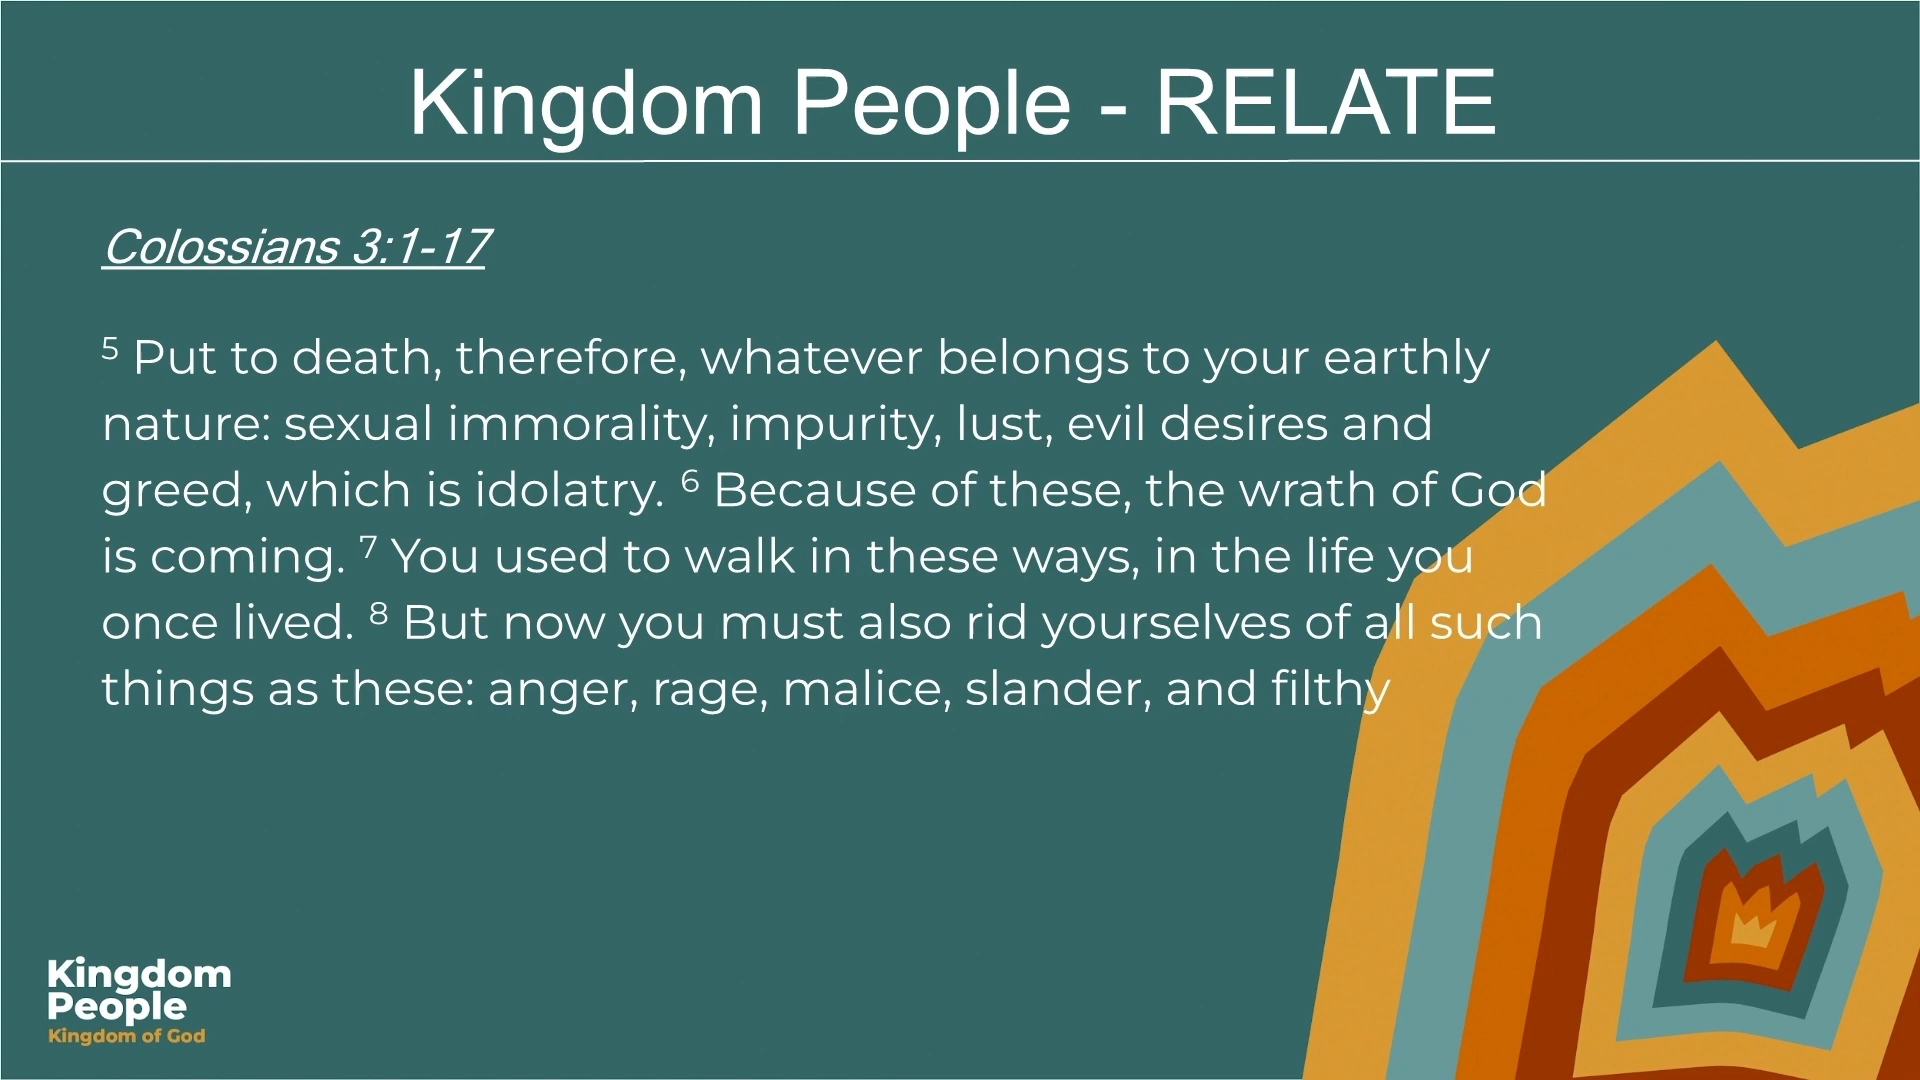 Kingdom People - RELATE
Colossians 3:1-17
⁵ Put to death, therefore, whatever belongs to your earthly
nature: sexual immorality, impurity, lust, evil desires and
greed, which is idolatry. ⁶ Because of these, the wrath of God
is coming. ⁷ You used to walk in these ways, in the life you
once lived. ⁸ But now you must also rid yourselves of all such
things as these: anger, rage, malice, slander, and filthy
Kingdom
People
Kingdom of God